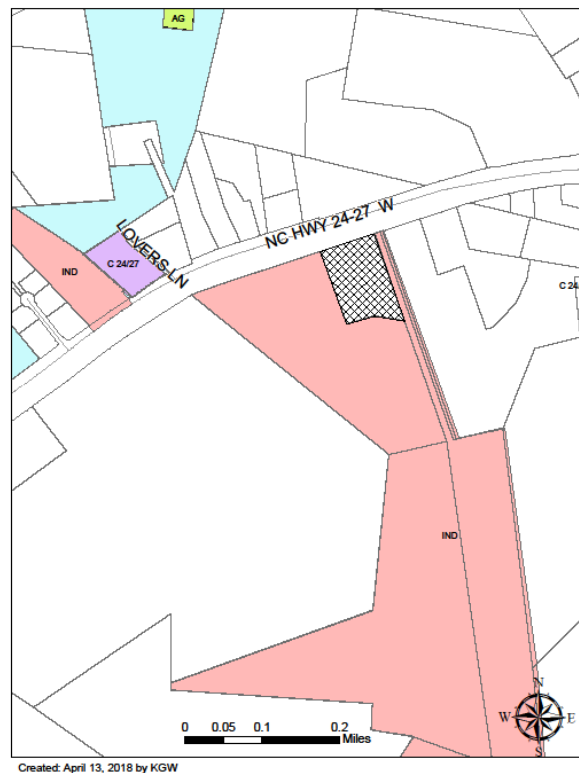 AG
NC HWY 24-27 W
LOVERS LN
C 24/27
IND
C 24
IND
N
W E
S
0 0.05 0.1 0.2
Miles
Created: April 13, 2018 by KGW